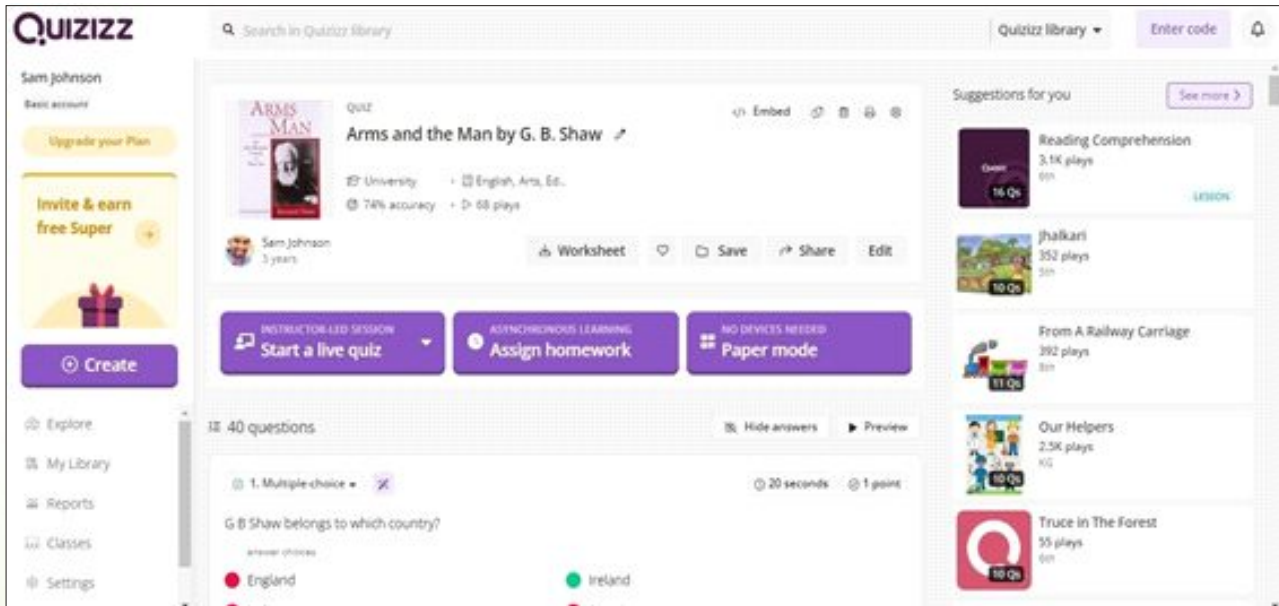 QUIZIZZ
Search in Quizizz library
Quizizz library
Enter code
Sam Johnson
Basic account
Upgrade your Plan
Invite & earn
free Super
Create
Explore
My Library
Reports
Classes
Settings
ARMS
MAN
QUIZ
Arms and the Man by G. B. Shaw
</> Embed
University • English, Arts, Ed..
74% accuracy • 68 plays
Sam Johnson
3 years
Worksheet
Save
Share
Edit
INSTRUCTOR-LED SESSION
Start a live quiz
ASYNCHRONOUS LEARNING
Assign homework
NO DEVICES NEEDED
Paper mode
40 questions
Hide answers
Preview
1. Multiple-choice
20 seconds
1 point
G B Shaw belongs to which country?
answer choices
England
Ireland
Suggestions for you
See more
Reading Comprehension
3.1K plays
6th
16 Qs
LESSON
Jhalkari
352 plays
5th
10 Qs
From A Railway Carriage
392 plays
8th
11 Qs
Our Helpers
2.5K plays
KG
10 Qs
Truce in The Forest
55 plays
6th
10 Qs